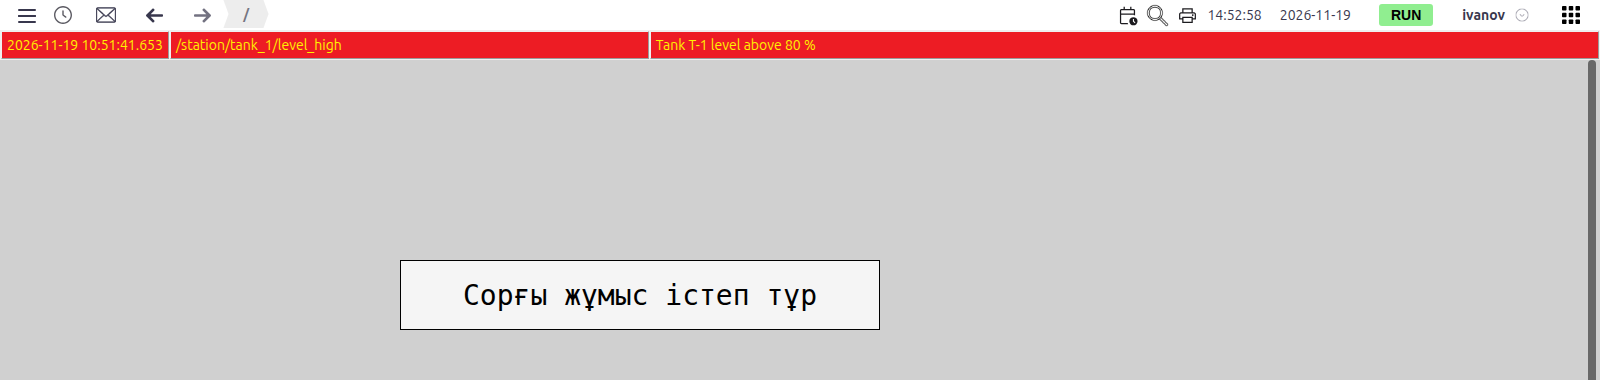 / 14:52:58 2026-11-19 RUN ivanov
2026-11-19 10:51:41.653 /station/tank_1/level_high Tank T-1 level above 80 %
Сорғы жұмыс істеп тұр